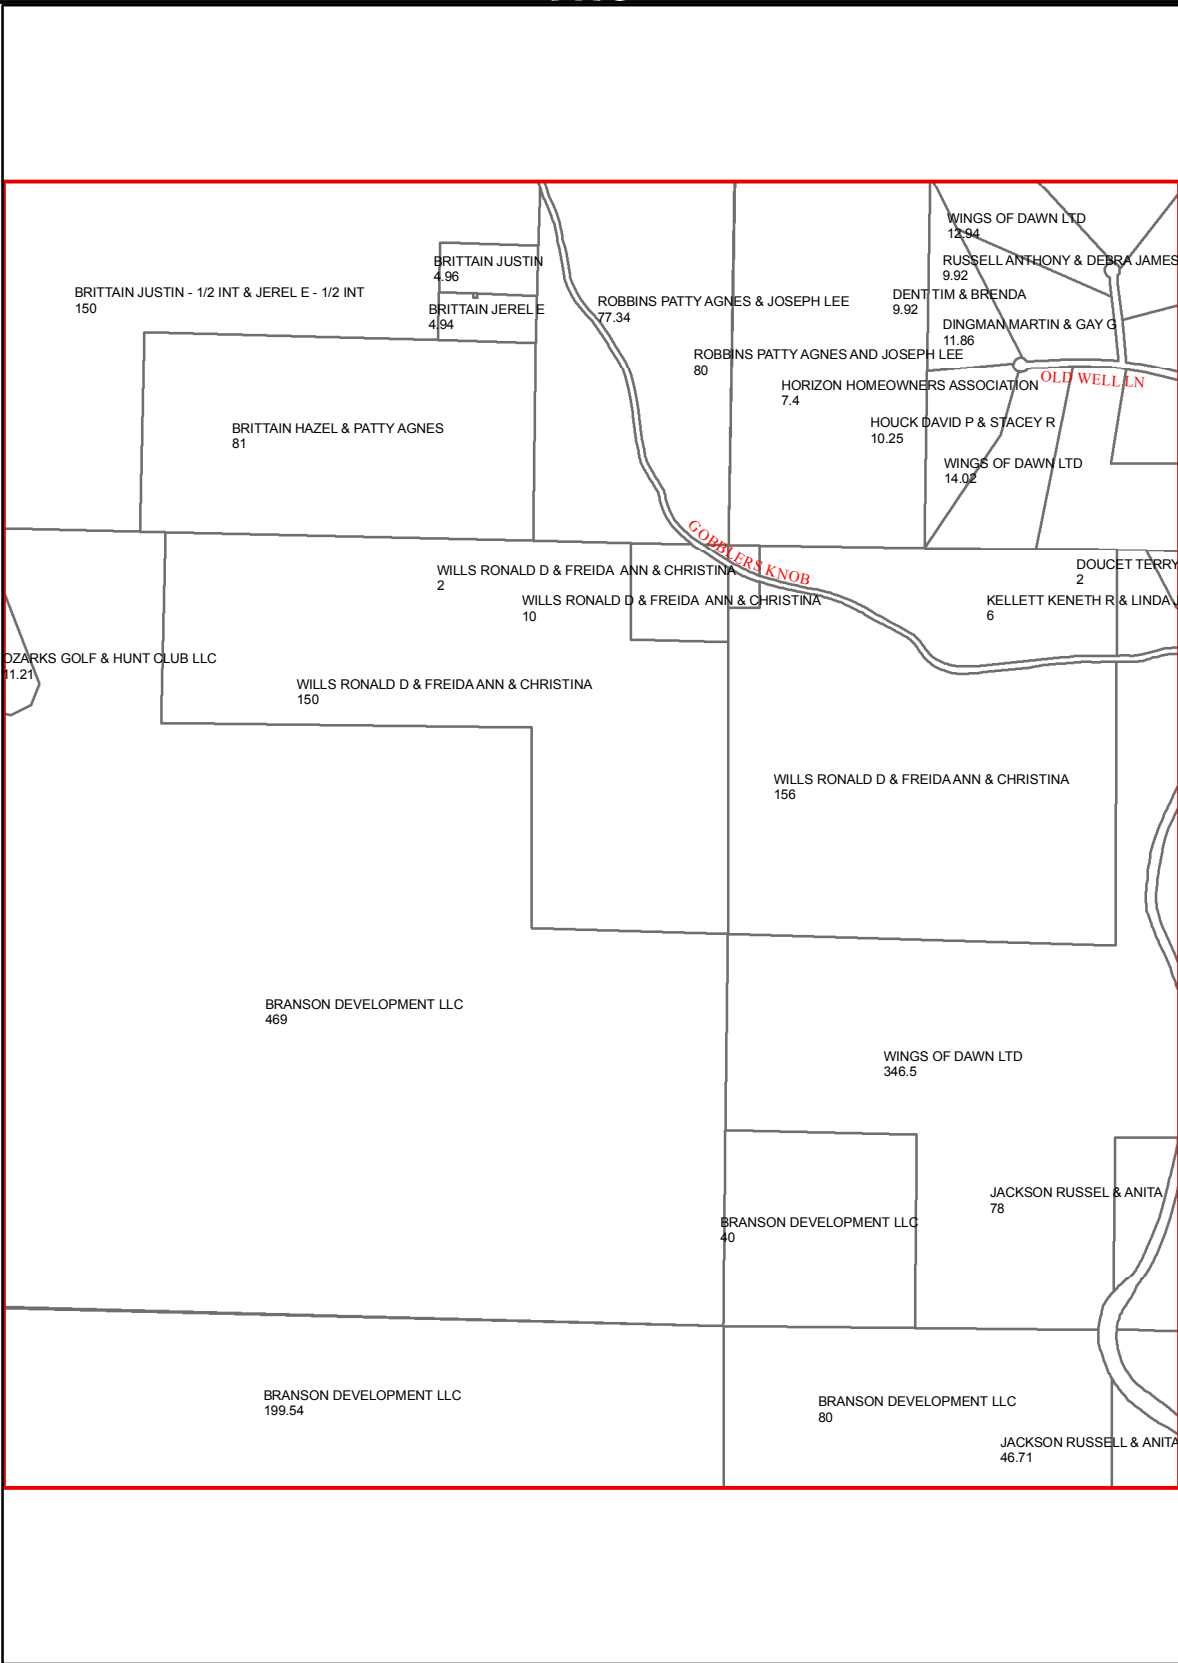 WINGS OF DAWN LTD
12.94
RUSSELL ANTHONY & DEBRA JAMES
9.92
BRITTAIN JUSTIN
4.96
BRITTAIN JUSTIN - 1/2 INT & JEREL E - 1/2 INT
150
DENT TIM & BRENDA
9.92
ROBBINS PATTY AGNES & JOSEPH LEE
77.34
BRITTAIN JEREL E
4.94
DINGMAN MARTIN & GAY G
11.86
ROBBINS PATTY AGNES AND JOSEPH LEE
80
OLD WELL LN
HORIZON HOMEOWNERS ASSOCIATION
7.4
HOUCK DAVID P & STACEY R
10.25
BRITTAIN HAZEL & PATTY AGNES
81
WINGS OF DAWN LTD
14.02
GOBBLERS KNOB
DOUCET TERRY
2
WILLS RONALD D & FREIDA ANN & CHRISTINA
2
WILLS RONALD D & FREIDA ANN & CHRISTINA
10
KELLETT KENETH R & LINDA J
6
OZARKS GOLF & HUNT CLUB LLC
11.21
WILLS RONALD D & FREIDA ANN & CHRISTINA
150
WILLS RONALD D & FREIDA ANN & CHRISTINA
156
BRANSON DEVELOPMENT LLC
469
WINGS OF DAWN LTD
346.5
JACKSON RUSSEL & ANITA
78
BRANSON DEVELOPMENT LLC
40
BRANSON DEVELOPMENT LLC
199.54
BRANSON DEVELOPMENT LLC
80
JACKSON RUSSELL & ANITA
46.71